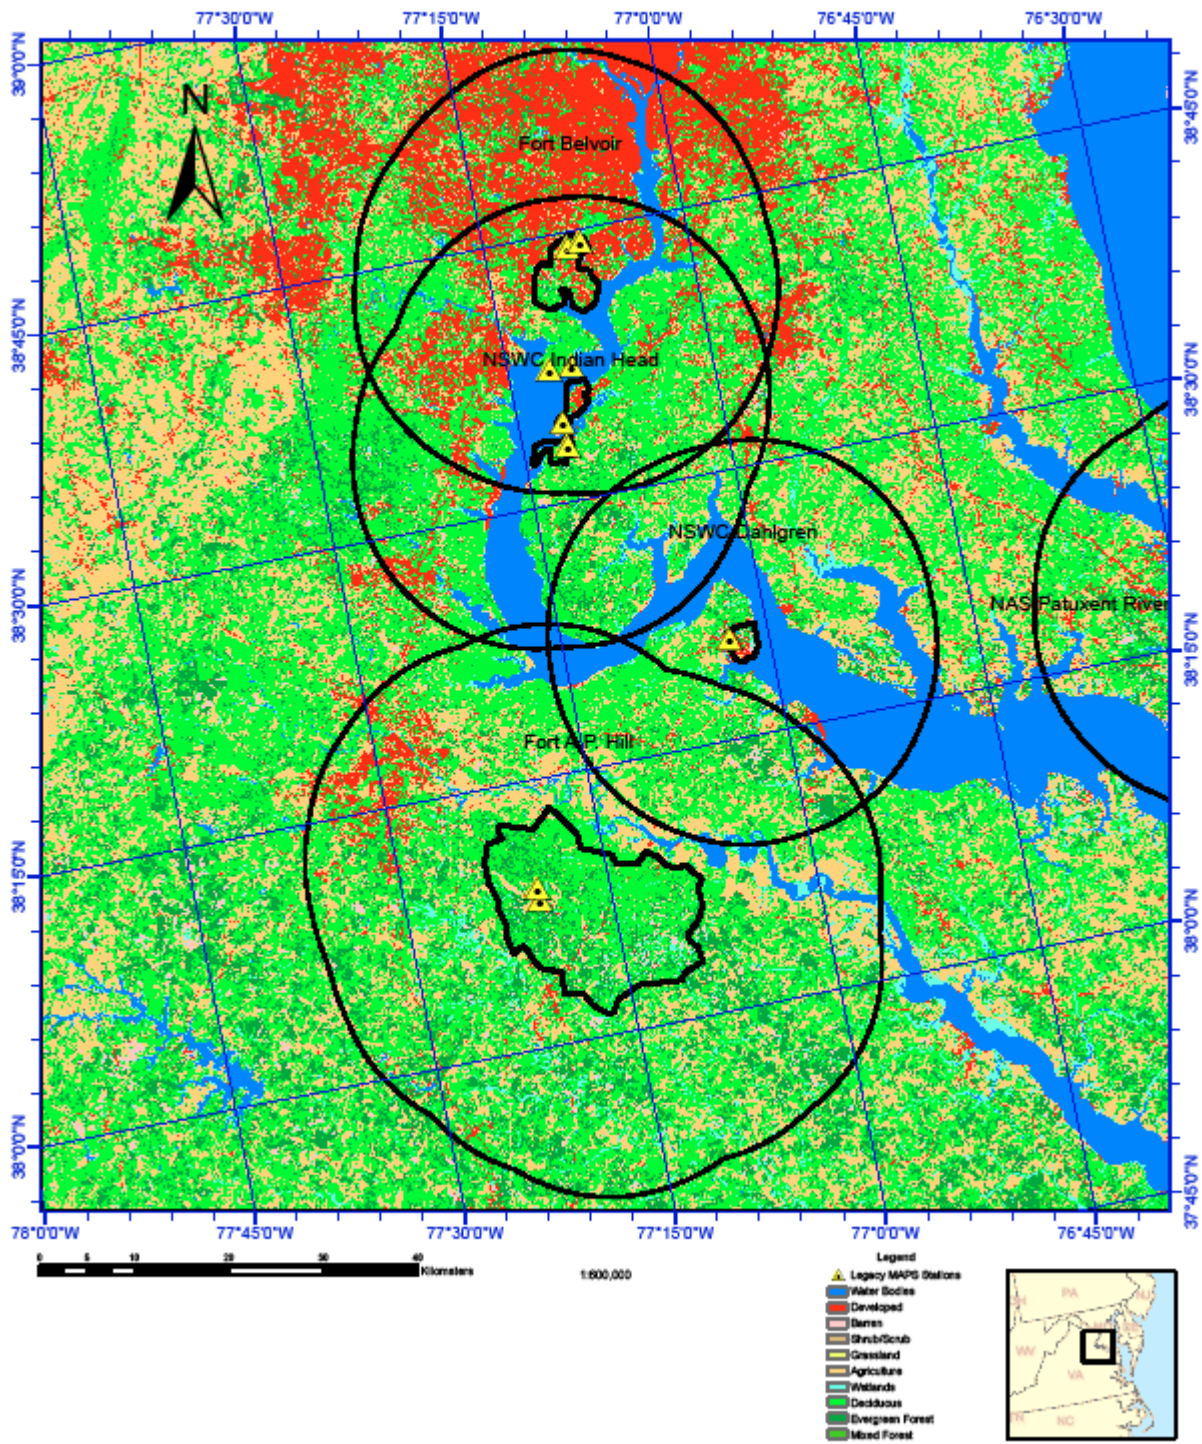 77°30'0"W 77°15'0"W 77°0'0"W 76°45'0"W 76°30'0"W
39°0'0"N
38°45'0"N
38°30'0"N
38°15'0"N
38°0'0"N
N
Fort Belvoir
NSWC Indian Head
NSWC Dahlgren
NAS Patuxent River
Fort A.P. Hill
38°45'0"N
38°30'0"N
38°15'0"N
38°0'0"N
37°45'0"N
78°0'0"W 77°45'0"W 77°30'0"W 77°15'0"W 77°0'0"W 76°45'0"W
0 5 10 20 30 40
Kilometers
1:600,000
Legend
Legacy MAPS Stations
Water Bodies
Developed
Barren
Shrub/Scrub
Grassland
Agriculture
Wetlands
Deciduous
Evergreen Forest
Mixed Forest
PA
NJ
WV
VA
NC